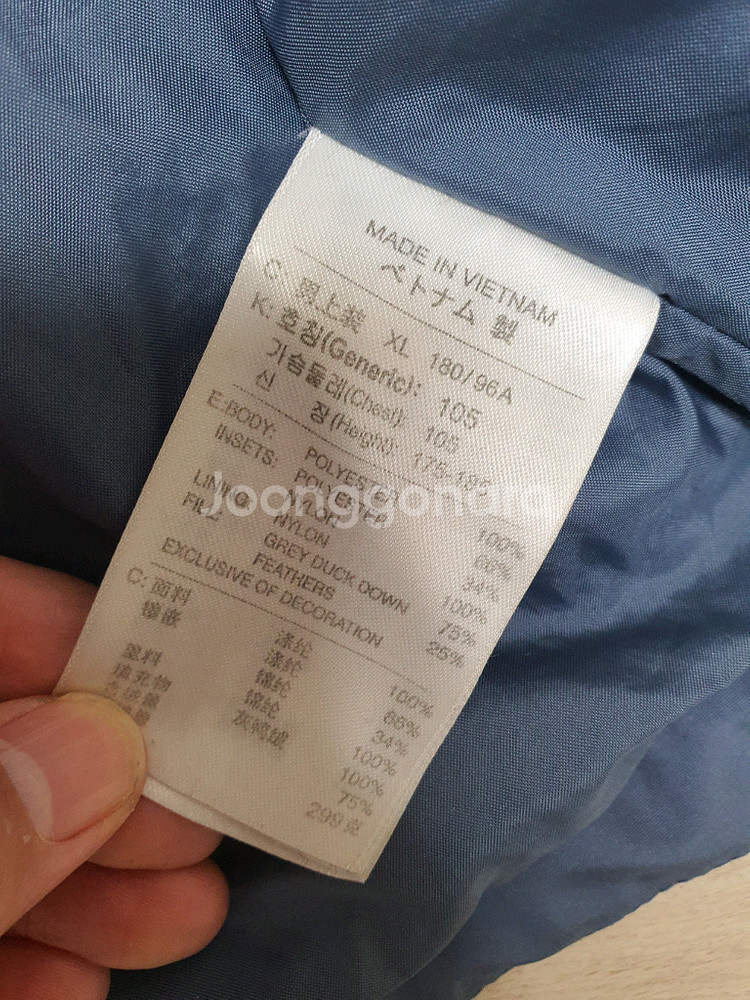 MADE IN VIETNAM
ベトナム 製
C: 男上装 XL 180/96A
K: 호칭(Generic): 105
가슴둘레(Chest): 105
신 장(Height): 175-185
E:BODY: POLYESTER 100%
INSETS: POLYESTER 66%
NYLON 34%
LINING: NYLON 100%
FILL: GREY DUCK DOWN 75%
FEATHERS 25%
EXCLUSIVE OF DECORATION
C: 面料 涤纶 100%
镶嵌 涤纶 66%
锦纶 34%
里料 锦纶 100%
填充物 灰鸭绒 100%
含绒量 75%
299克
Joonggonara